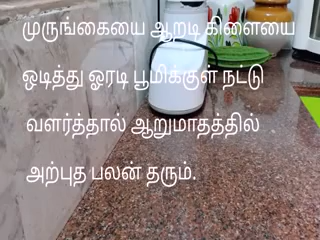 முருங்கையை ஆறடி கிளையை
ஒடித்து ஓரடி பூமிக்குள் நட்டு
வளர்த்தால் ஆறுமாதத்தில்
அற்புத பலன் தரும்.